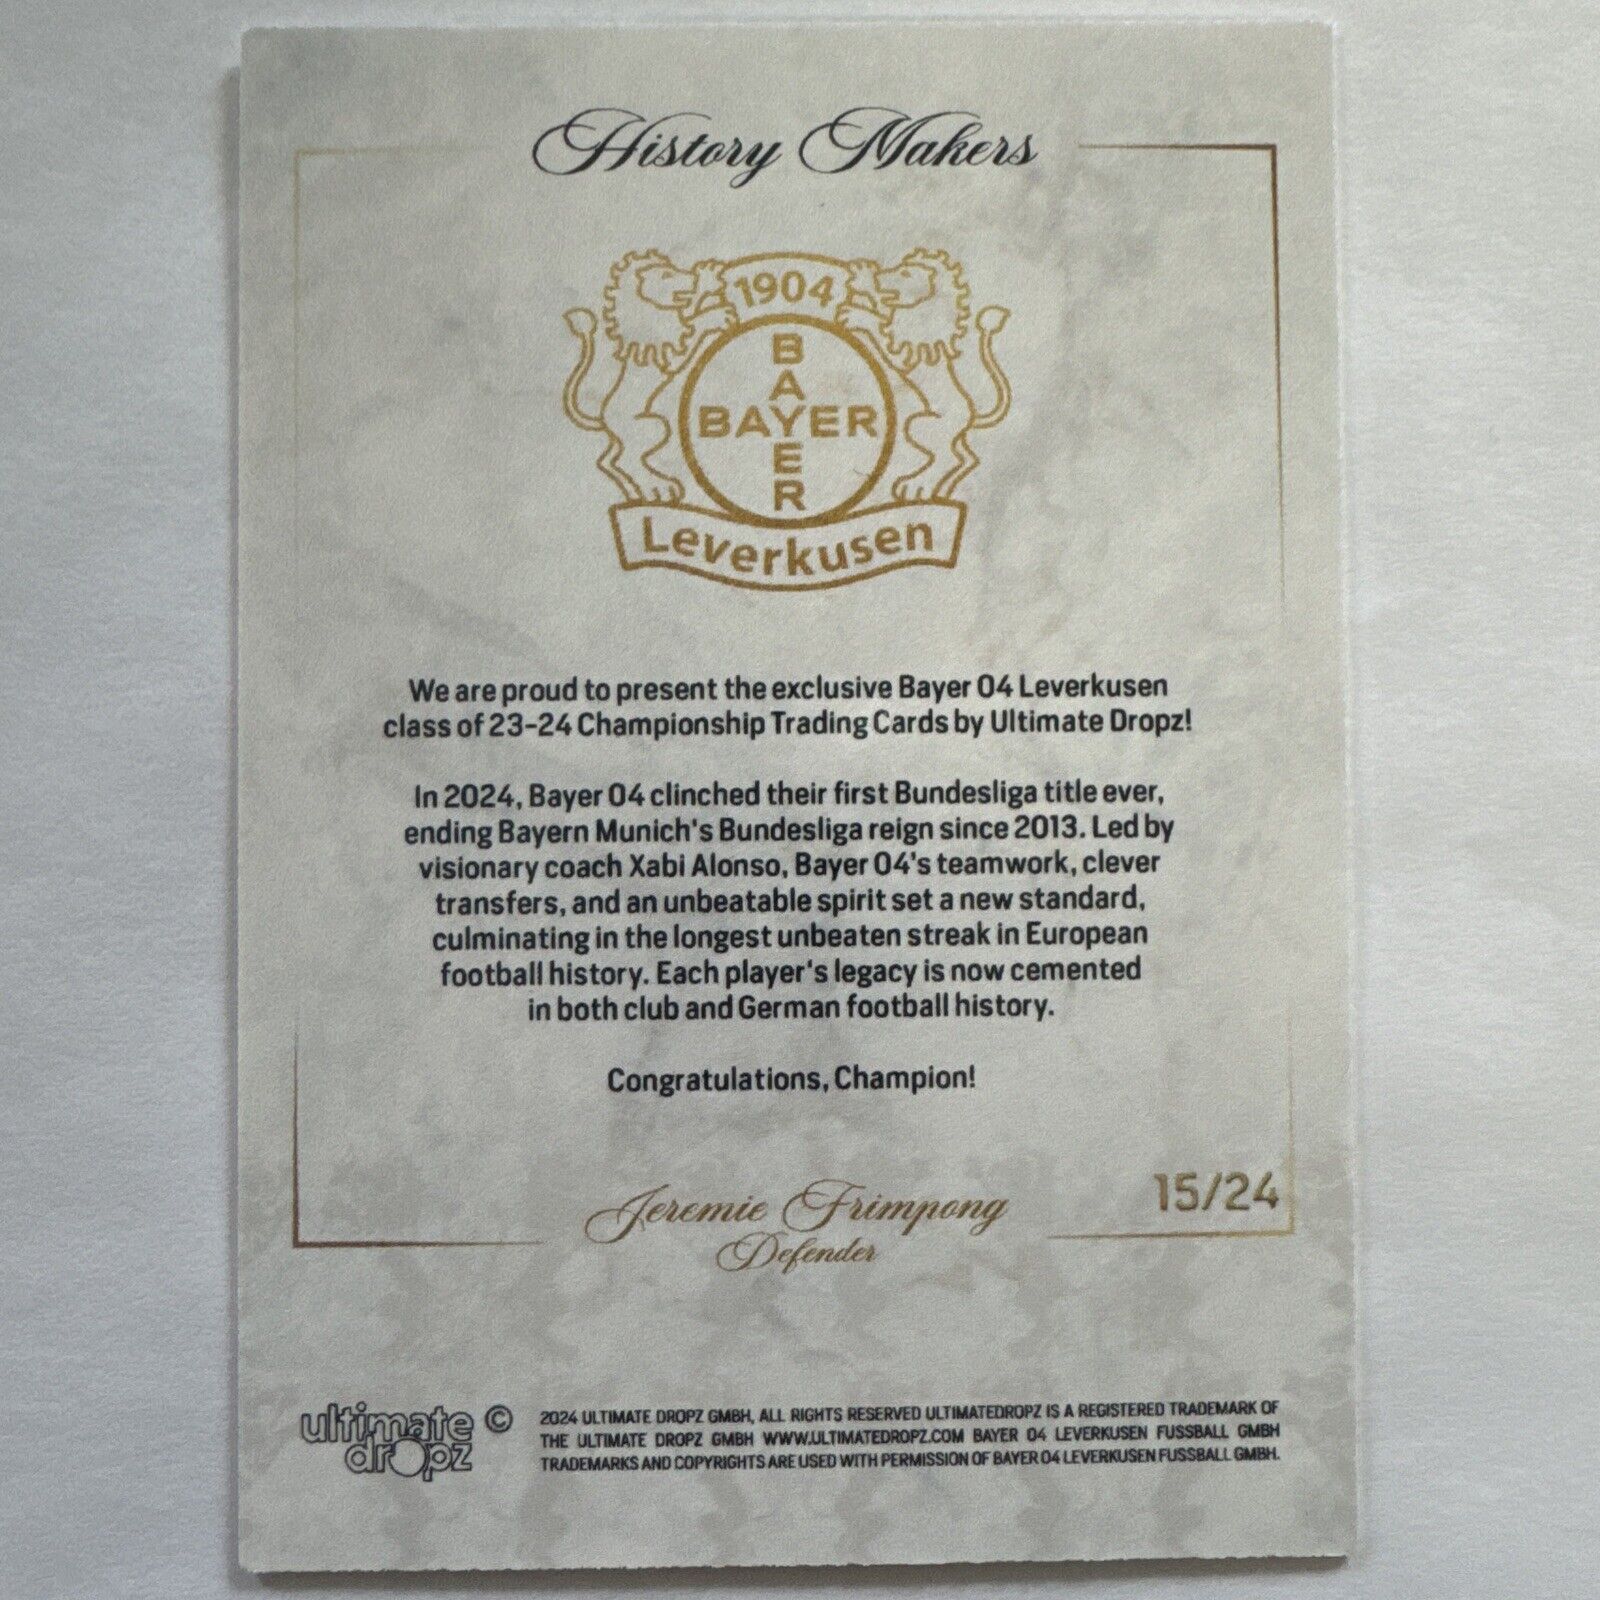 History Makers
1904
BAYER
BAYER
Leverkusen
We are proud to present the exclusive Bayer 04 Leverkusen
class of 23-24 Championship Trading Cards by Ultimate Dropz!
In 2024, Bayer 04 clinched their first Bundesliga title ever,
ending Bayern Munich's Bundesliga reign since 2013. Led by
visionary coach Xabi Alonso, Bayer 04's teamwork, clever
transfers, and an unbeatable spirit set a new standard,
culminating in the longest unbeaten streak in European
football history. Each player's legacy is now cemented
in both club and German football history.
Congratulations, Champion!
15/24
Jeremie Frimpong
Defender
ultimate ©
dropz
2024 ULTIMATE DROPZ GMBH, ALL RIGHTS RESERVED ULTIMATEDROPZ IS A REGISTERED TRADEMARK OF
THE ULTIMATE DROPZ GMBH WWW.ULTIMATEDROPZ.COM BAYER 04 LEVERKUSEN FUSSBALL GMBH
TRADEMARKS AND COPYRIGHTS ARE USED WITH PERMISSION OF BAYER 04 LEVERKUSEN FUSSBALL GMBH.